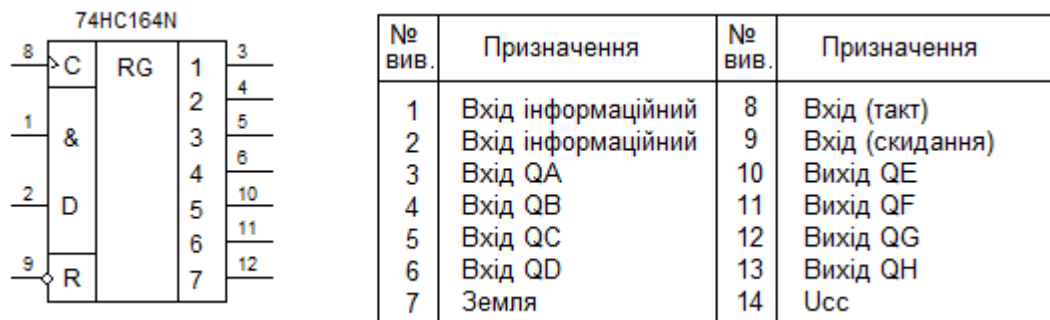 74HC164N
8 C RG 1 3
2 4
1 & 3 5
4 6
2 D 5 10
6 11
9 R 7 12
№ вив. Призначення № вив. Призначення
1 Вхід інформаційний 8 Вхід (такт)
2 Вхід інформаційний 9 Вхід (скидання)
3 Вхід QA 10 Вихід QE
4 Вхід QB 11 Вихід QF
5 Вхід QC 12 Вихід QG
6 Вхід QD 13 Вихід QH
7 Земля 14 Ucc